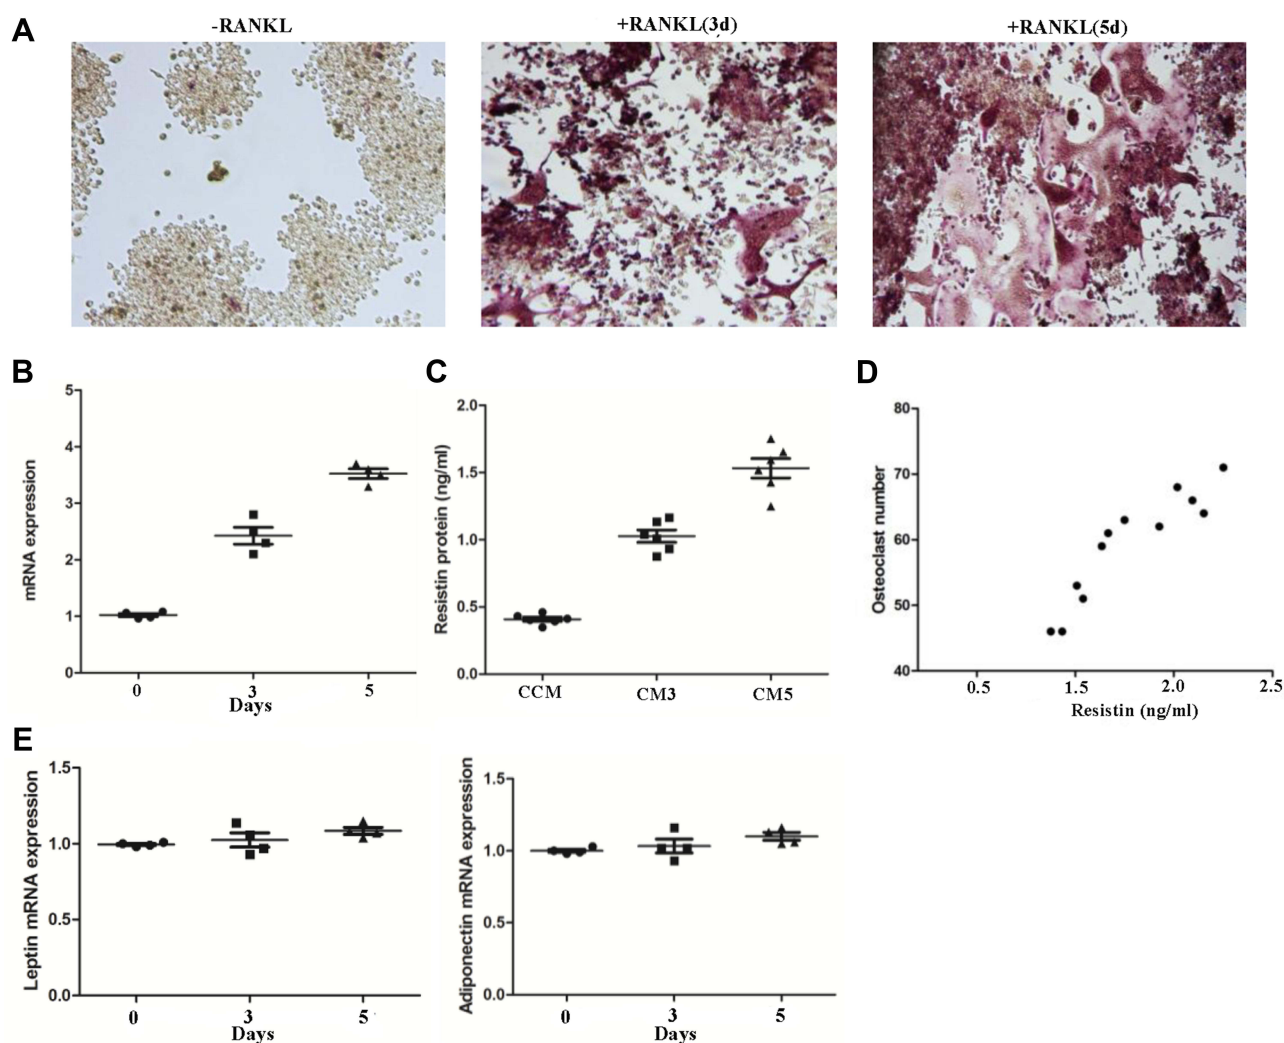 A
-RANKL
+RANKL(3d)
+RANKL(5d)
B
mRNA expression
5
4
3
2
1
0
0 3 5
Days
C
Resistin protein (ng/ml)
2.0
1.5
1.0
0.5
0.0
CCM CM3 CM5
D
Osteoclast number
80
70
60
50
40
0.5 1.5 2.0 2.5
Resistin (ng/ml)
E
Leptin mRNA expression
1.5
1.0
0.5
0.0
0 3 5
Days
Adiponectin mRNA expression
1.5
1.0
0.5
0.0
0 3 5
Days